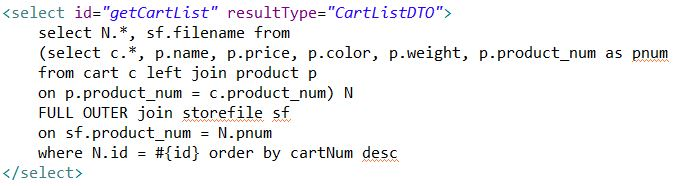 <select id="getCartList" resultType="CartListDTO">
select N.*, sf.filename from
(select c.*, p.name, p.price, p.color, p.weight, p.product_num as pnum
from cart c left join product p
on p.product_num = c.product_num) N
FULL OUTER join storefile sf
on sf.product_num = N.pnum
where N.id = #{id} order by cartNum desc
</select>